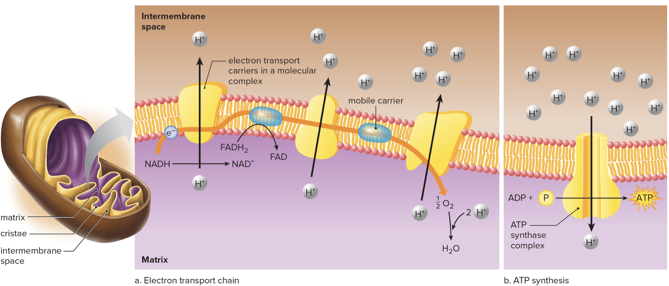 Intermembrane
space
H⁺
H⁺
H⁺
H⁺
H⁺
H⁺
H⁺
H⁺
electron transport
carriers in a molecular
complex
mobile carrier
e⁻
FADH₂
FAD
NADH
NAD⁺
H⁺
H⁺
H⁺
½ O₂
2 H⁺
H₂O
Matrix
a. Electron transport chain
matrix
cristae
intermembrane
space
H⁺
H⁺
H⁺
H⁺
H⁺
H⁺
H⁺
H⁺
H⁺
ADP + P
ATP
ATP
synthase
complex
H⁺
b. ATP synthesis